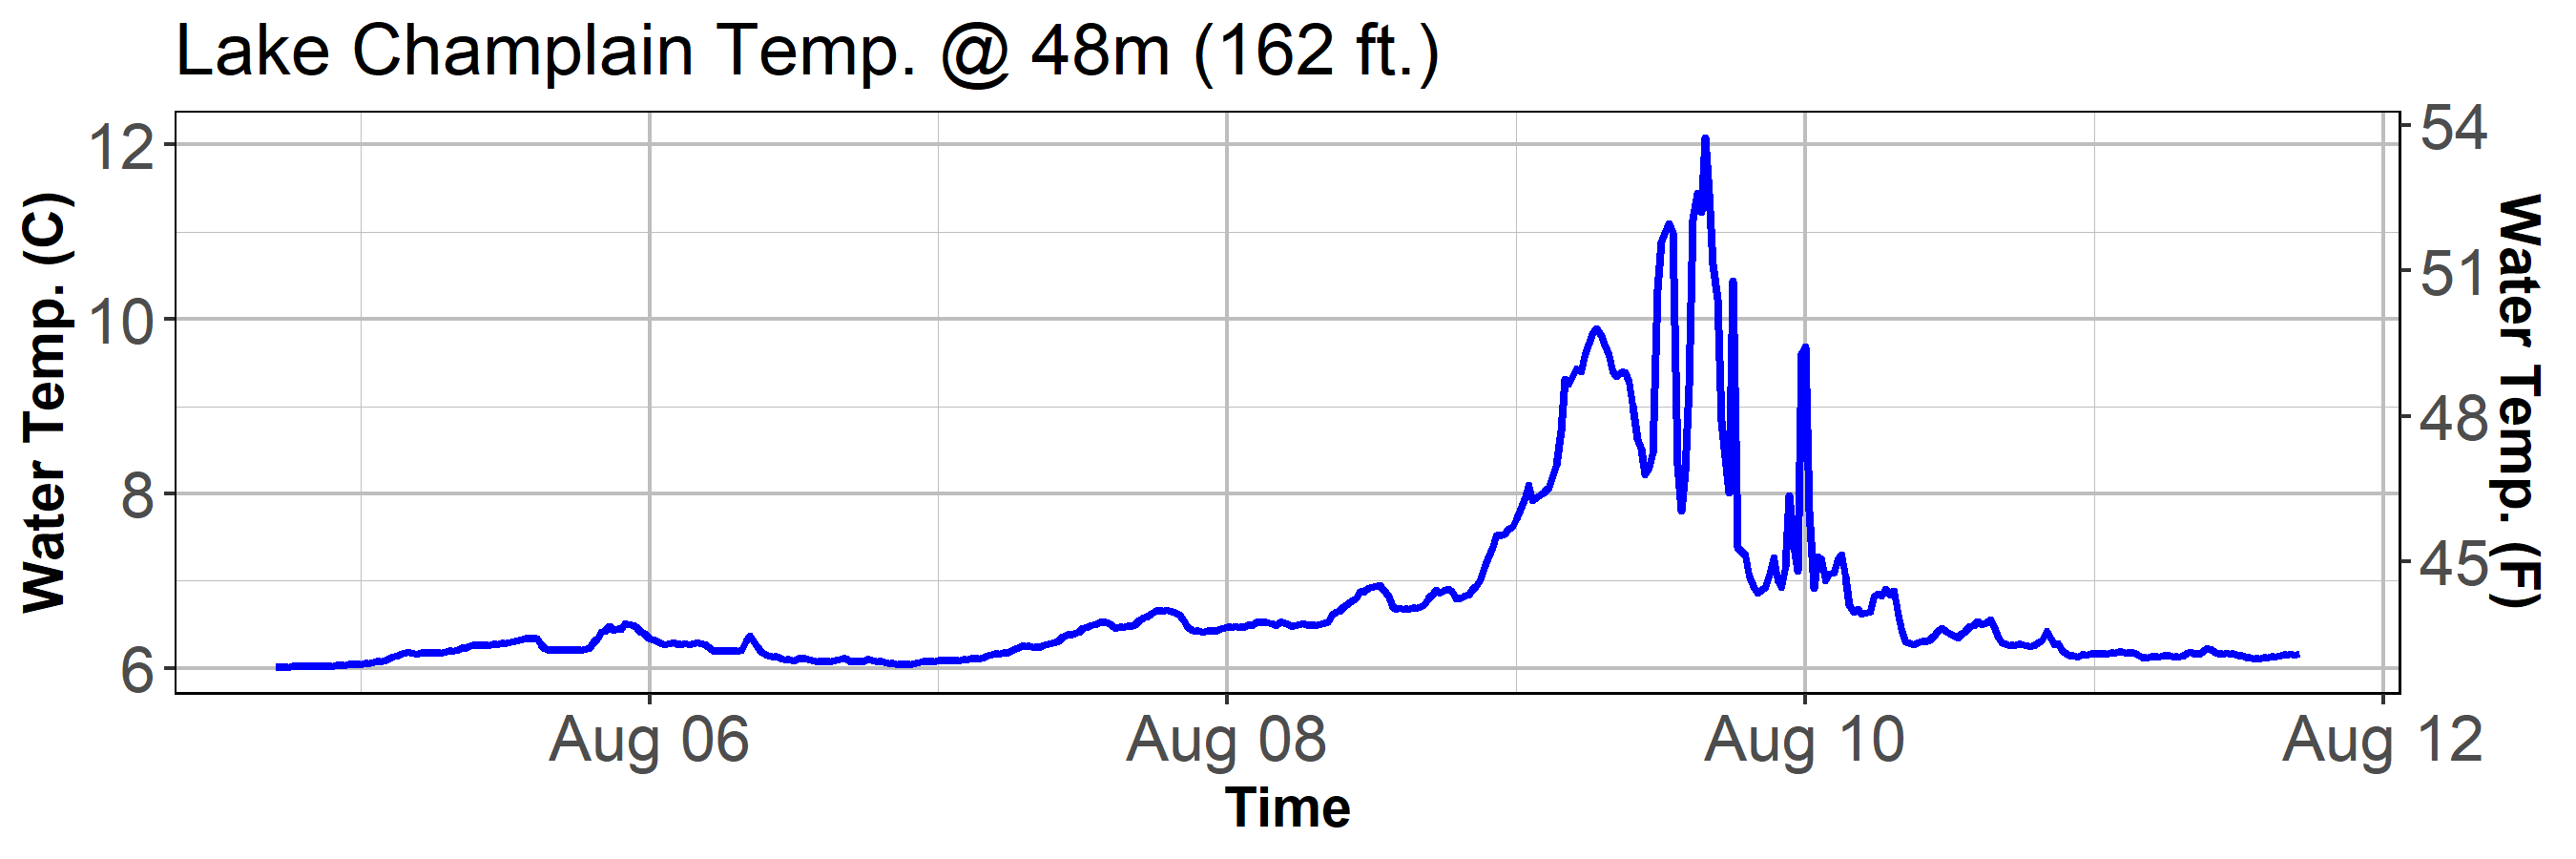 Lake Champlain Temp. @ 48m (162 ft.)
Water Temp. (C)
12
10
8
6
54
51
48
45
Water Temp. (F)
Aug 06
Aug 08
Aug 10
Aug 12
Time